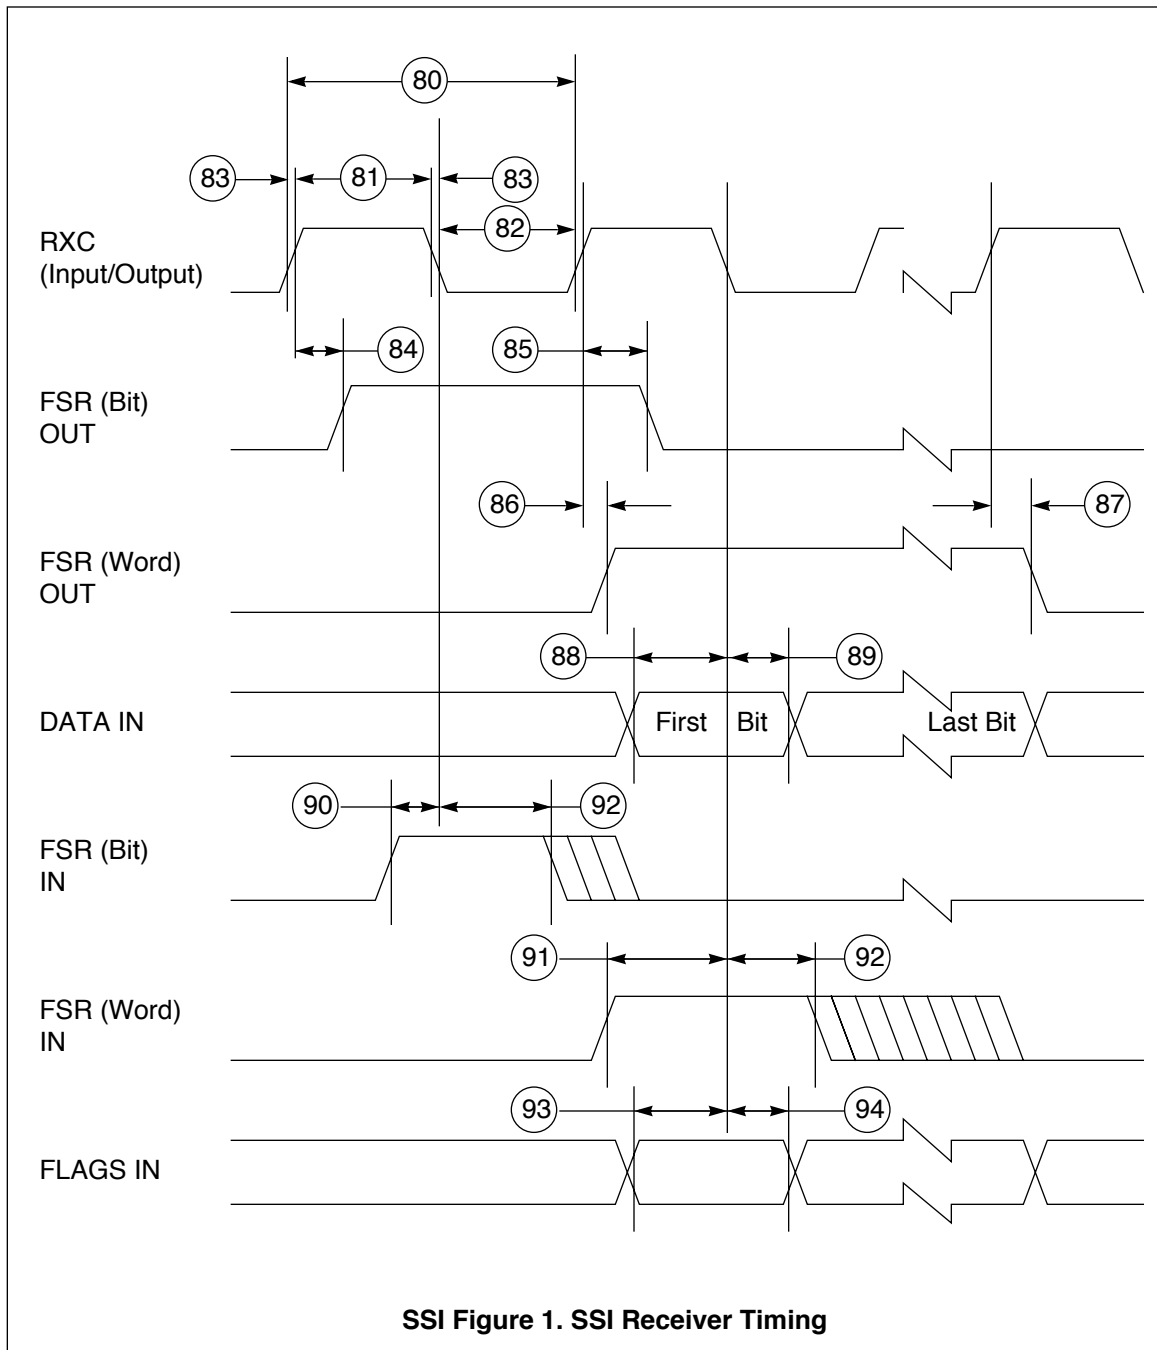 80
83
81
83
82
RXC
(Input/Output)
84
85
FSR (Bit)
OUT
86
87
FSR (Word)
OUT
88
89
DATA IN
First Bit
Last Bit
90
92
FSR (Bit)
IN
91
92
FSR (Word)
IN
93
94
FLAGS IN
SSI Figure 1. SSI Receiver Timing